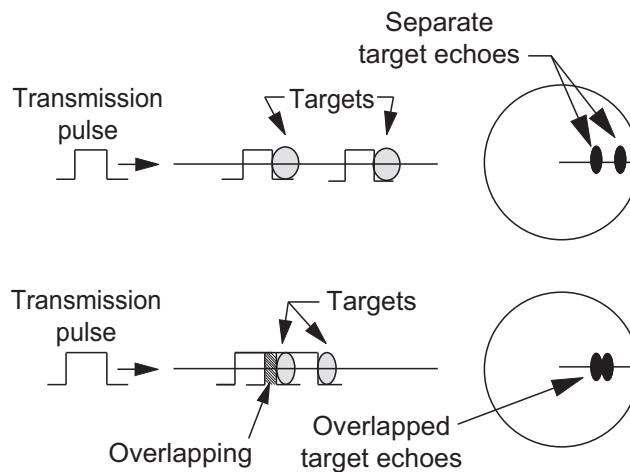 Separate
target echoes
Transmission
pulse
Targets
Transmission
pulse
Targets
Overlapping
Overlapped
target echoes